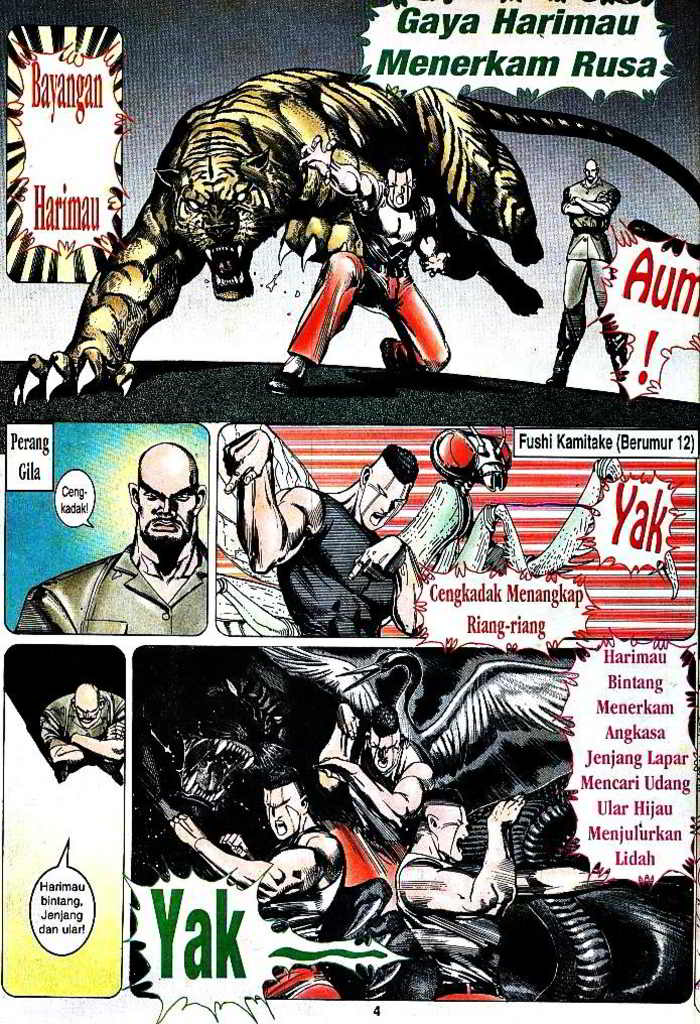 Gaya Harimau
Menerkam Rusa
Bayangan
Harimau
Aum
!
Perang
Gila
Ceng-
kadak!
Fushi Kamitake (Berumur 12)
Yak
Cengkadak Menangkap
Riang-riang
Harimau
Bintang
Menerkam
Angkasa
Jenjang Lapar
Mencari Udang
Ular Hijau
Menjulurkan
Lidah
Harimau
bintang,
Jenjang
dan ular!
Yak
4